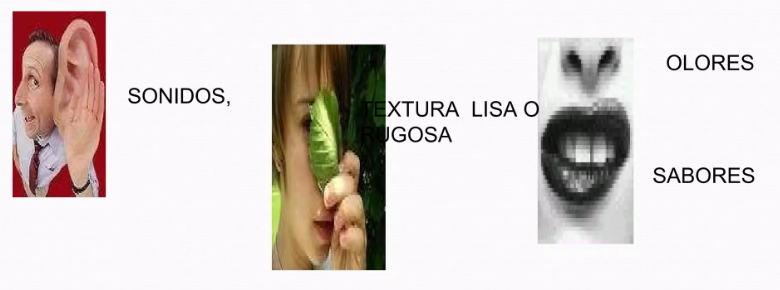 SONIDOS,
TEXTURA LISA O
RUGOSA
OLORES
SABORES